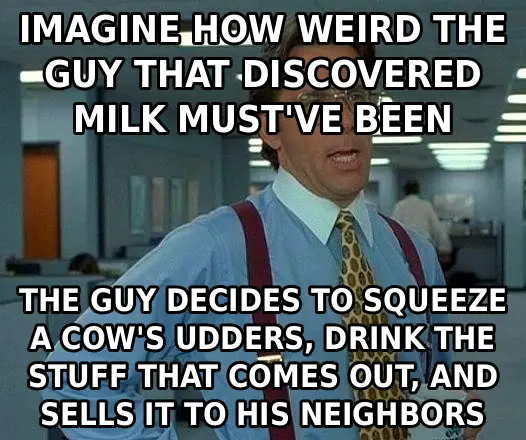 IMAGINE HOW WEIRD THE
GUY THAT DISCOVERED
MILK MUST'VE BEEN
THE GUY DECIDES TO SQUEEZE
A COW'S UDDERS, DRINK THE
STUFF THAT COMES OUT, AND
SELLS IT TO HIS NEIGHBORS